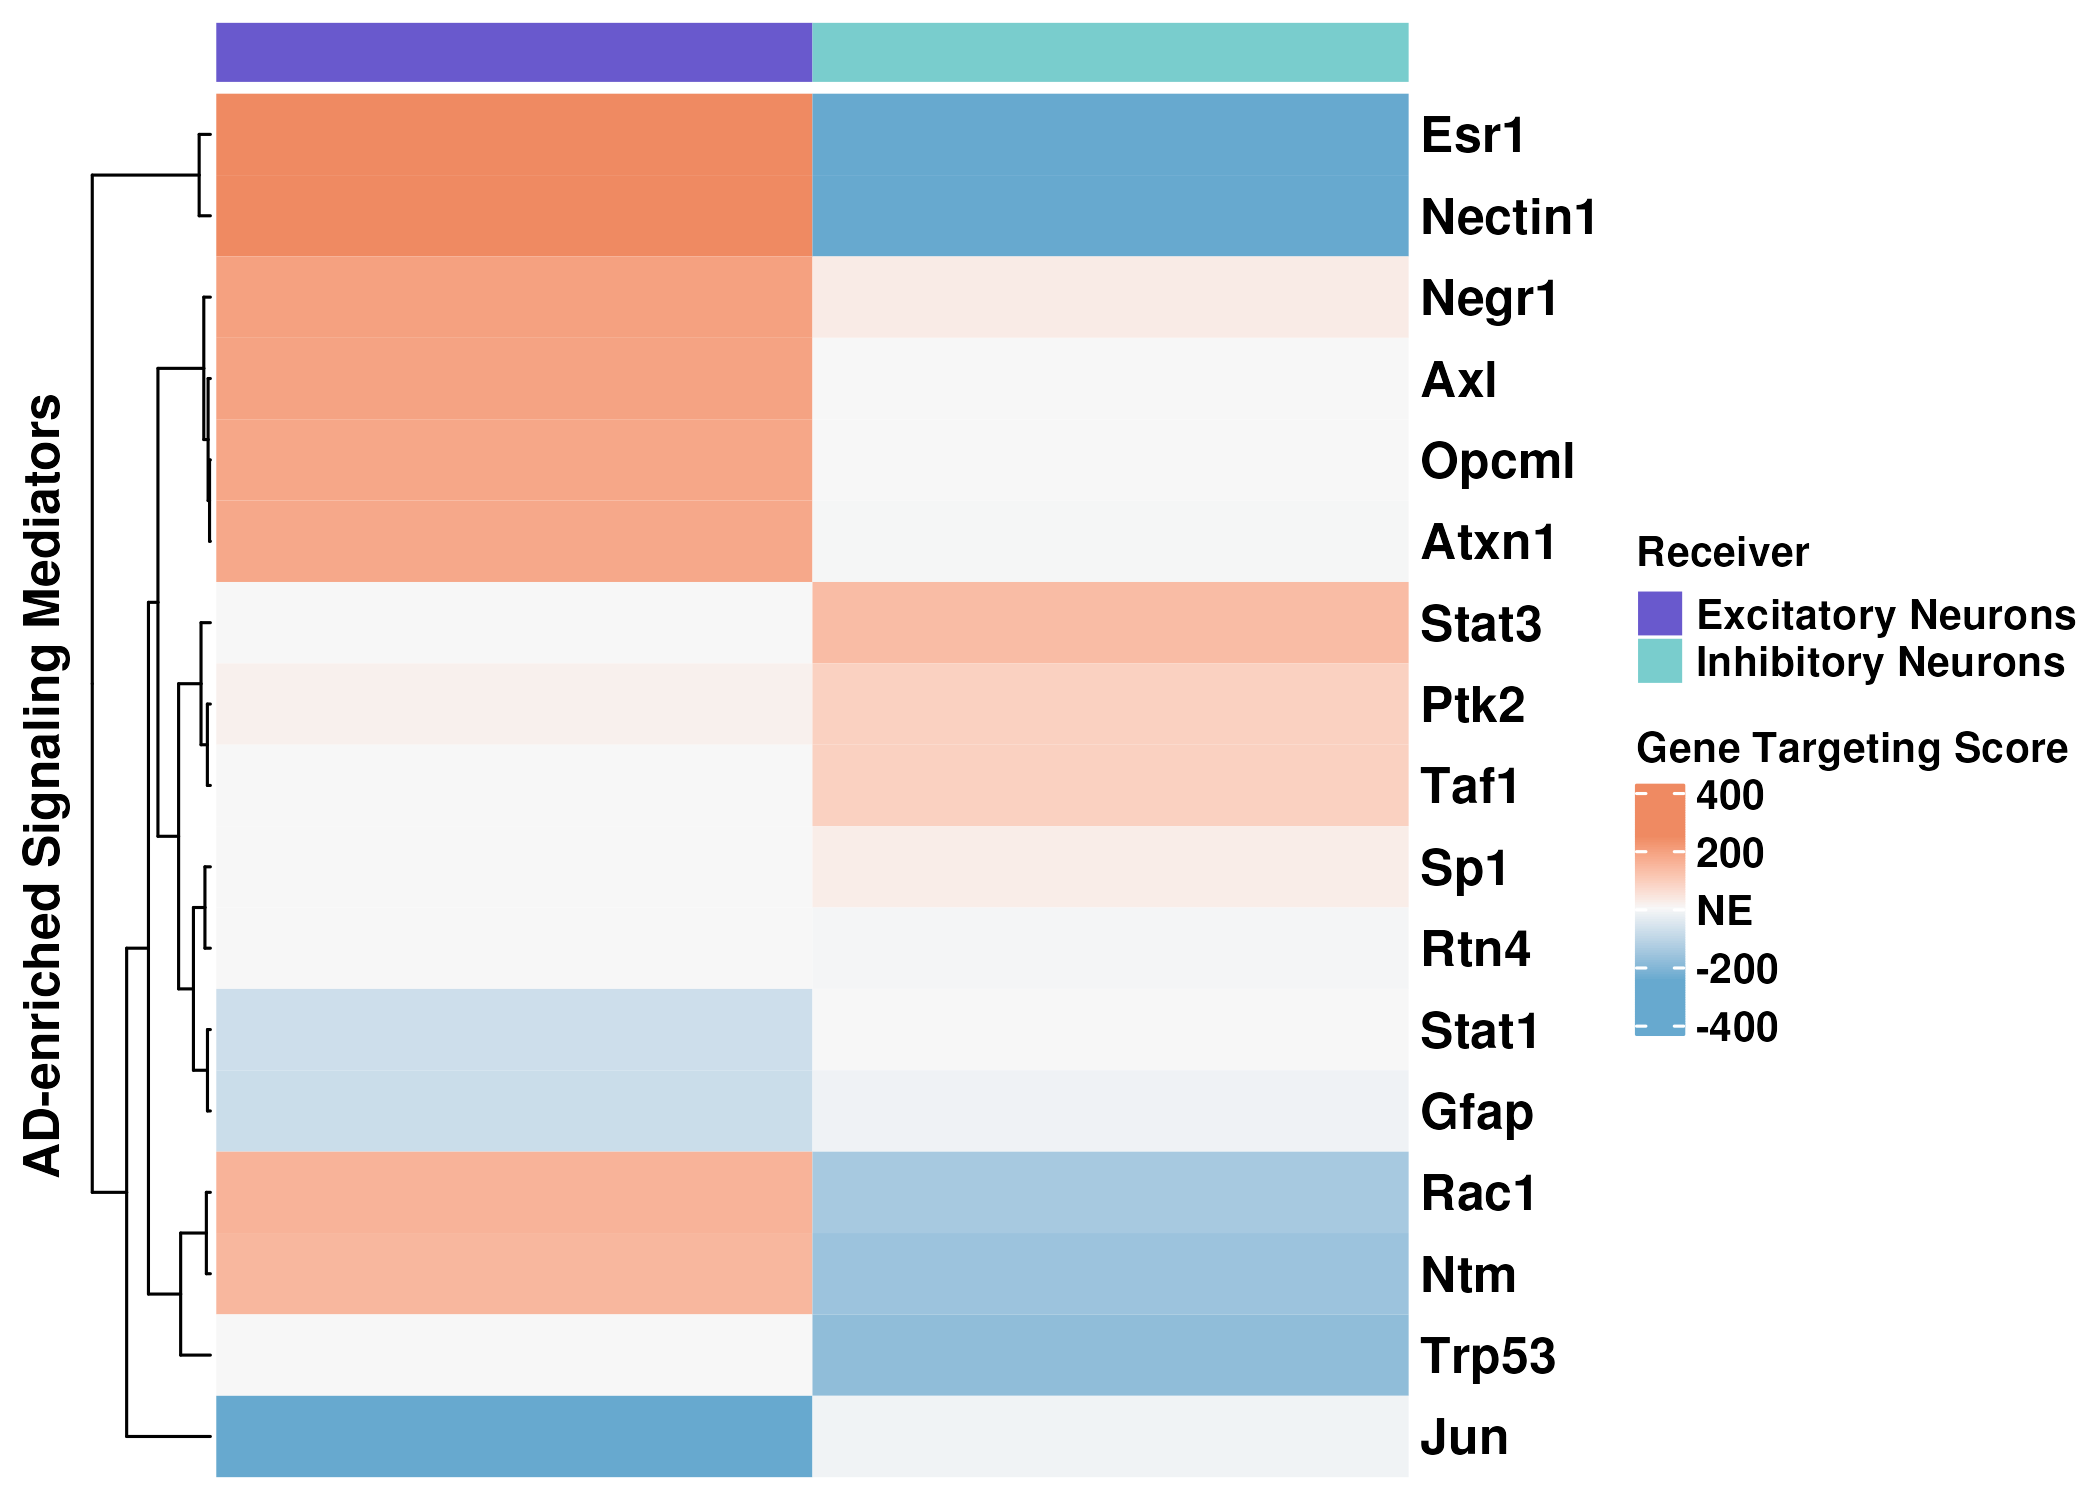 AD-enriched Signaling Mediators
Esr1
Nectin1
Negr1
Axl
Opcml
Atxn1
Stat3
Ptk2
Taf1
Sp1
Rtn4
Stat1
Gfap
Rac1
Ntm
Trp53
Jun
Receiver
Excitatory Neurons
Inhibitory Neurons
Gene Targeting Score
400
200
NE
-200
-400